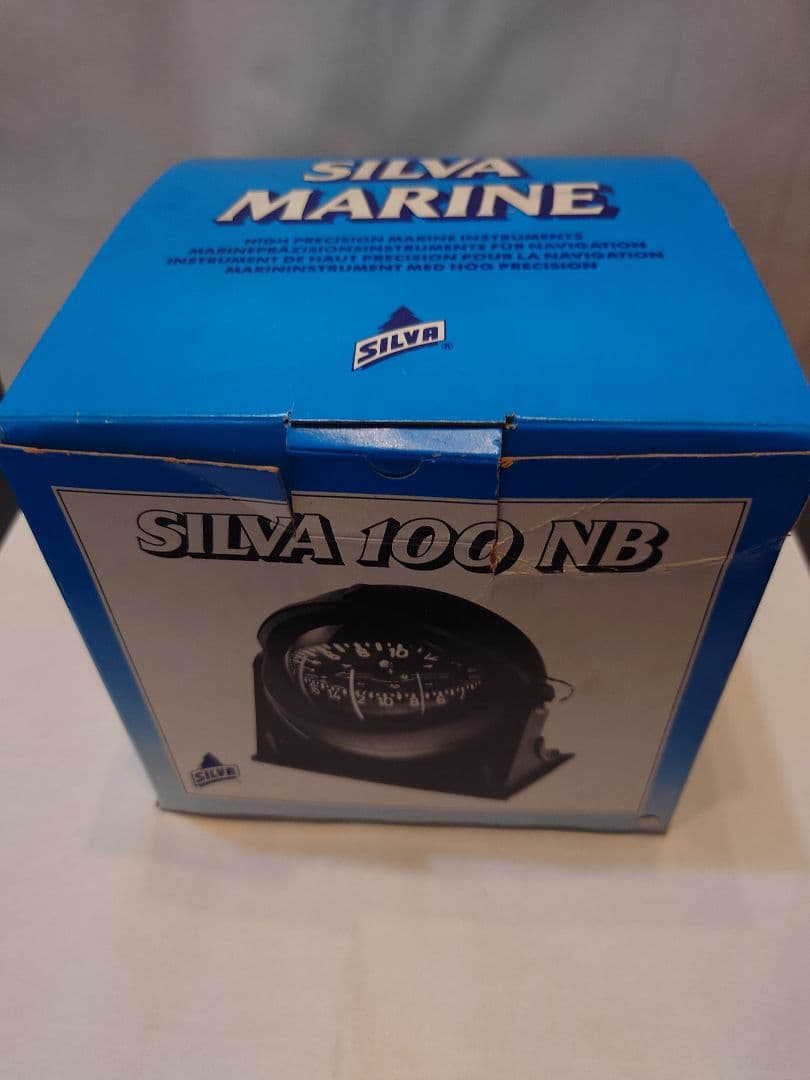 SILVA
MARINE
HIGH PRECISION MARINE INSTRUMENTS
MARINEPRÄZISIONSINSTRUMENTE FÜR NAVIGATION
INSTRUMENT DE HAUT PRECISION POUR LA NAVIGATION
MARININSTRUMENT MED HÖG PRECISION
SILVA ®
SILVA 100 NB
SILVA